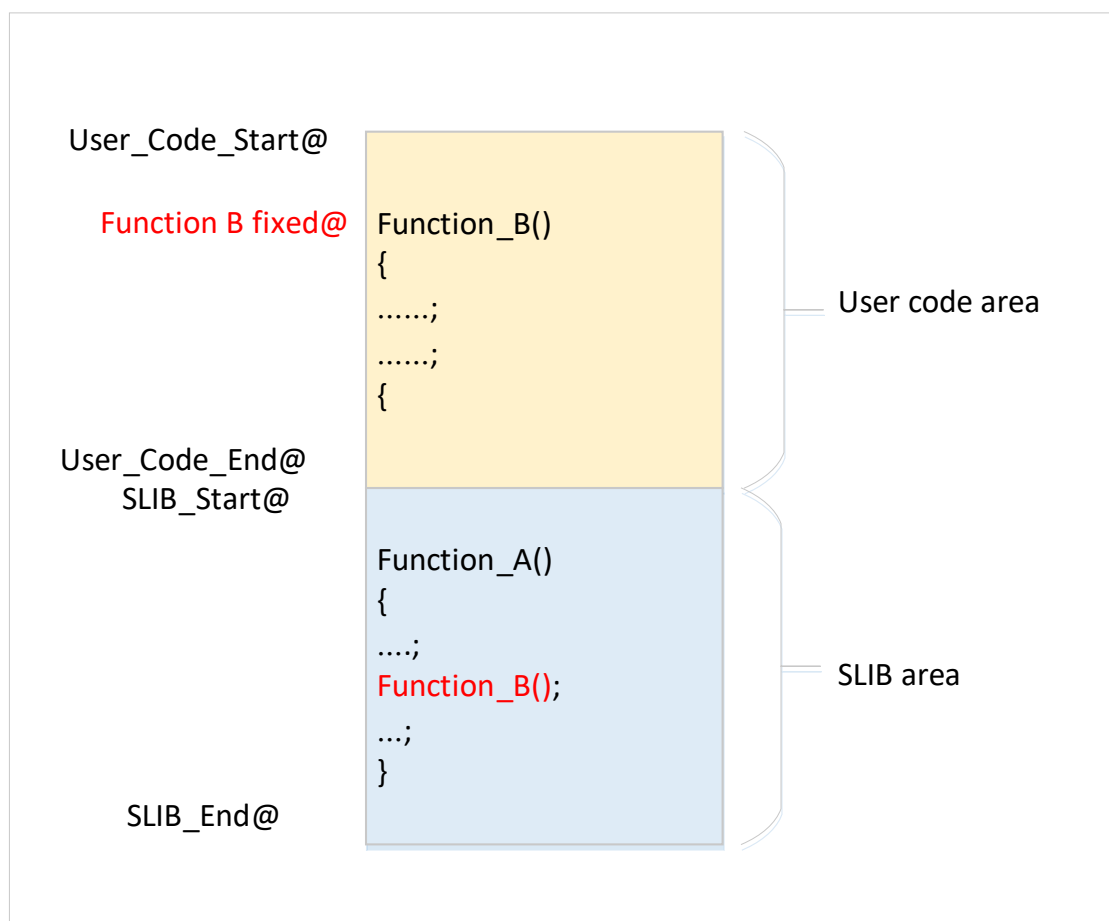 User_Code_Start@
Function B fixed@
Function_B()
{
......;
......;
{
User code area
User_Code_End@
SLIB_Start@
Function_A()
{
....;
Function_B();
...;
}
SLIB area
SLIB_End@